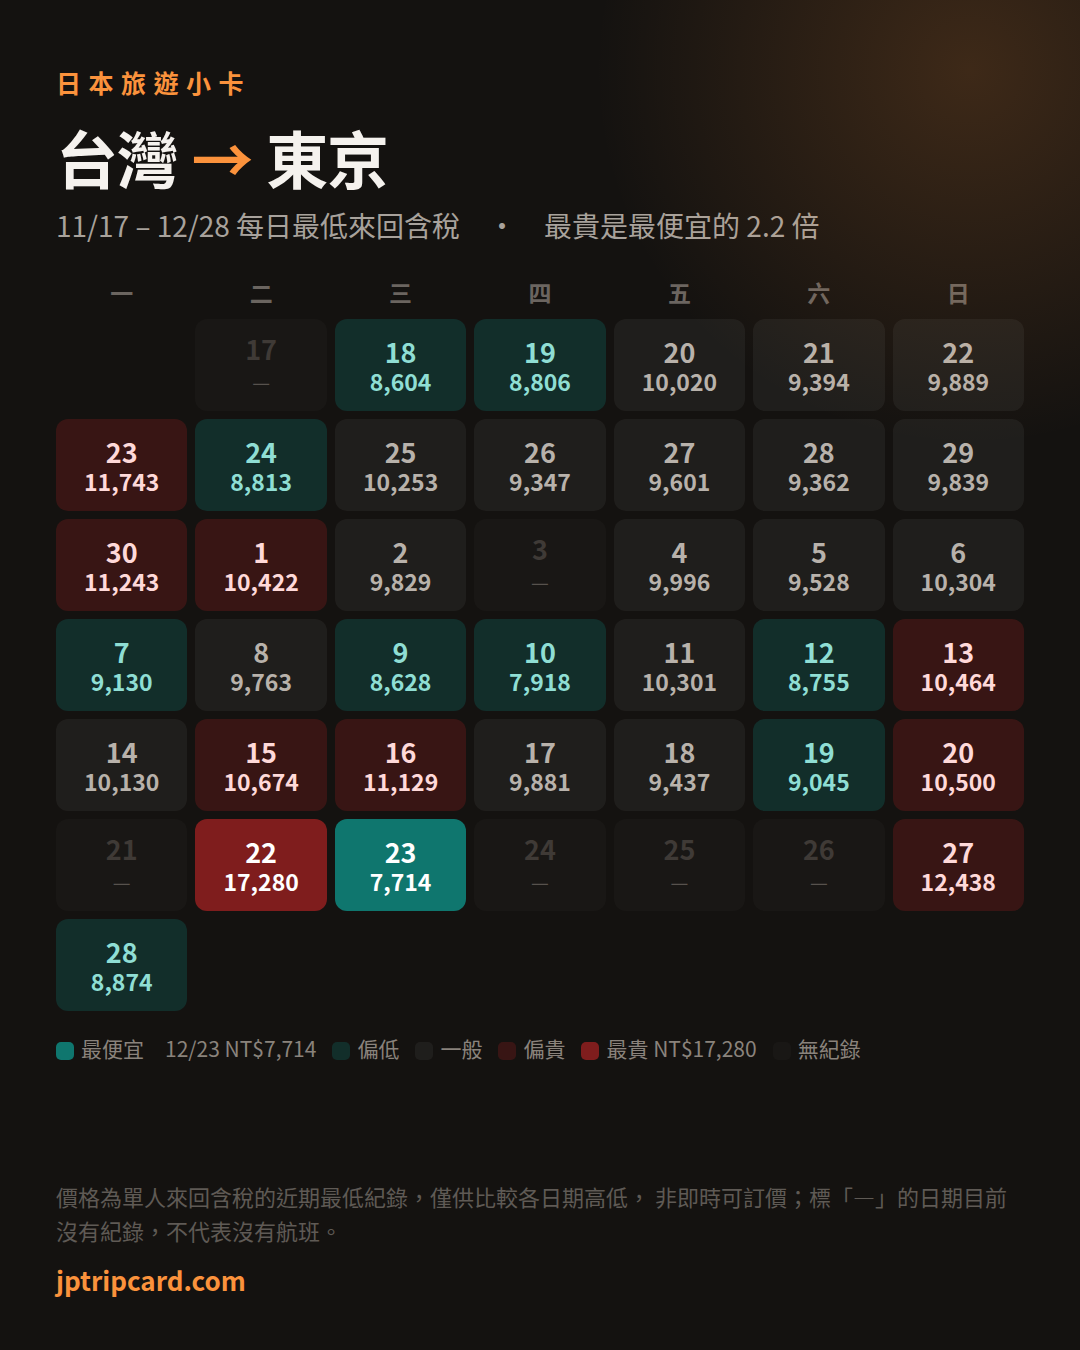 日本旅遊小卡
台灣 → 東京
11/17 – 12/28 每日最低來回含稅 · 最貴是最便宜的 2.2 倍
一 二 三 四 五 六 日
17 18 19 20 21 22
— 8,604 8,806 10,020 9,394 9,889
23 24 25 26 27 28 29
11,743 8,813 10,253 9,347 9,601 9,362 9,839
30 1 2 3 4 5 6
11,243 10,422 9,829 — 9,996 9,528 10,304
7 8 9 10 11 12 13
9,130 9,763 8,628 7,918 10,301 8,755 10,464
14 15 16 17 18 19 20
10,130 10,674 11,129 9,881 9,437 9,045 10,500
21 22 23 24 25 26 27
— 17,280 7,714 — — — 12,438
28
8,874
最便宜 12/23 NT$7,714 偏低 一般 偏貴 最貴 NT$17,280 無紀錄
價格為單人來回含稅的近期最低紀錄，僅供比較各日期高低， 非即時可訂價；標「—」的日期目前
沒有紀錄，不代表沒有航班。
jptripcard.com